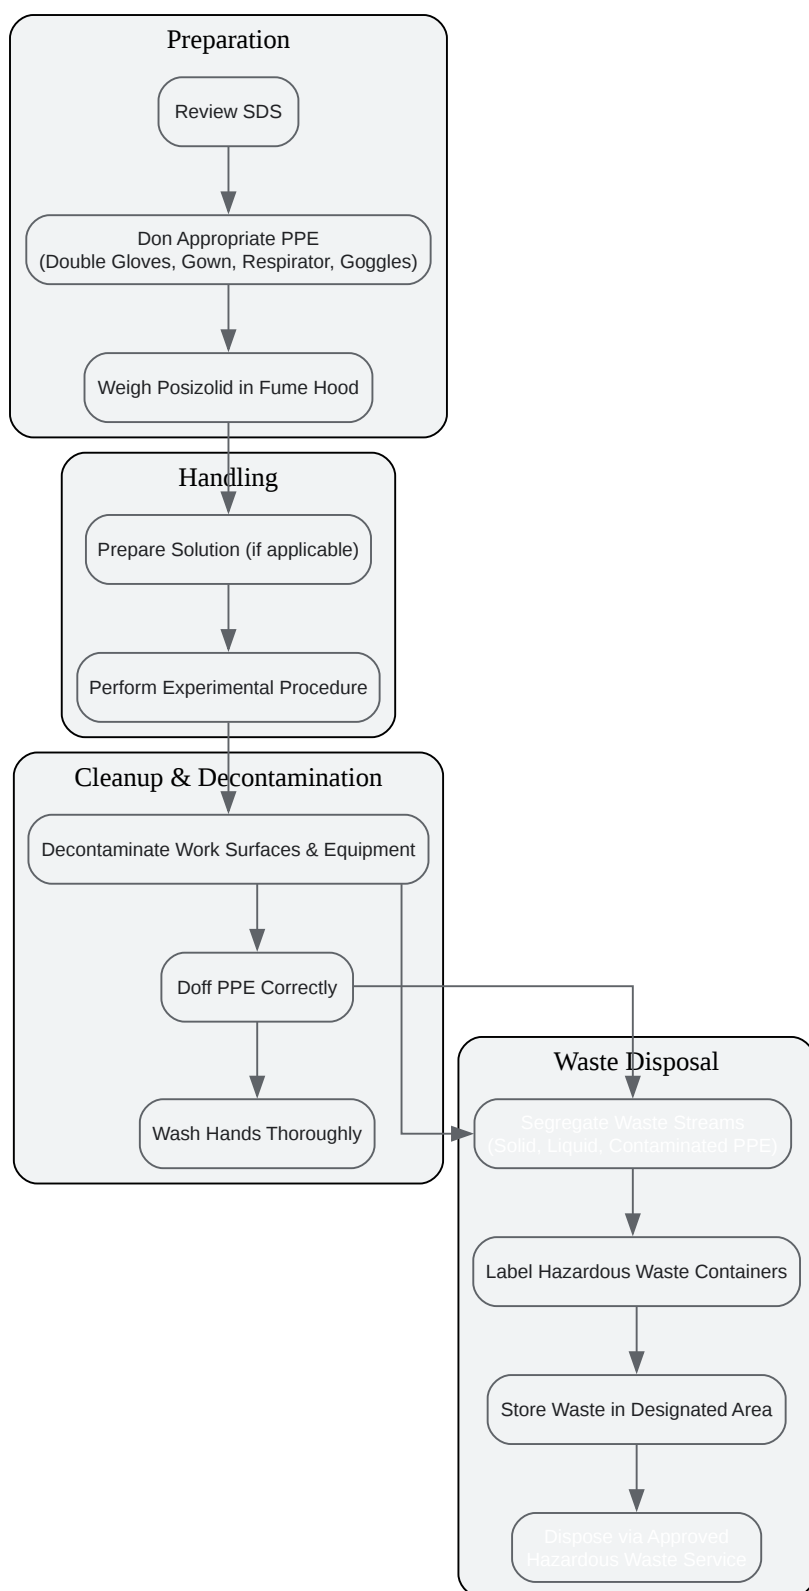 Preparation
Review SDS
Don Appropriate PPE
(Double Gloves, Gown, Respirator, Goggles)
Weigh Posizolid in Fume Hood
Handling
Prepare Solution (if applicable)
Perform Experimental Procedure
Cleanup & Decontamination
Decontaminate Work Surfaces & Equipment
Doff PPE Correctly
Wash Hands Thoroughly
Waste Disposal
Segregate Waste Streams
(Solid, Liquid, Contaminated PPE)
Label Hazardous Waste Containers
Store Waste in Designated Area
Dispose via Approved
Hazardous Waste Service